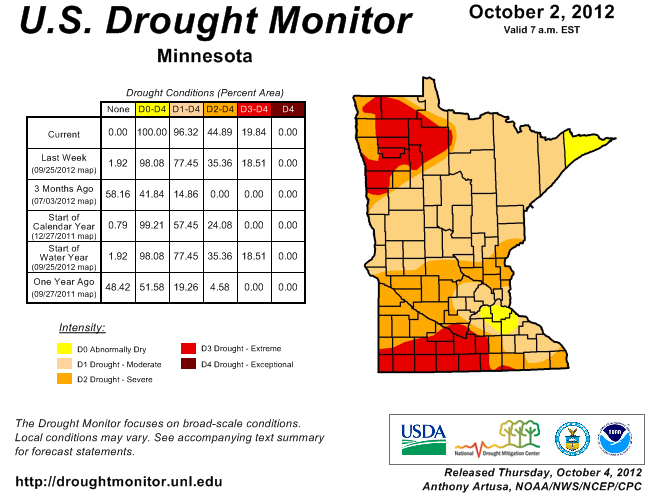 U.S. Drought Monitor
Minnesota
October 2, 2012
Valid 7 a.m. EST
Drought Conditions (Percent Area)
None D0-D4 D1-D4 D2-D4 D3-D4 D4
Current 0.00 100.00 96.32 44.89 19.84 0.00
Last Week
(09/25/2012 map) 1.92 98.08 77.45 35.36 18.51 0.00
3 Months Ago
(07/03/2012 map) 58.16 41.84 14.86 0.00 0.00 0.00
Start of
Calendar Year
(12/27/2011 map) 0.79 99.21 57.45 24.08 0.00 0.00
Start of
Water Year
(09/25/2012 map) 1.92 98.08 77.45 35.36 18.51 0.00
One Year Ago
(09/27/2011 map) 48.42 51.58 19.26 4.58 0.00 0.00
Intensity:
D0 Abnormally Dry
D1 Drought - Moderate
D2 Drought - Severe
D3 Drought - Extreme
D4 Drought - Exceptional
The Drought Monitor focuses on broad-scale conditions.
Local conditions may vary. See accompanying text summary
for forecast statements.
http://droughtmonitor.unl.edu
USDA
National Drought Mitigation Center
NOAA
Released Thursday, October 4, 2012
Anthony Artusa, NOAA/NWS/NCEP/CPC